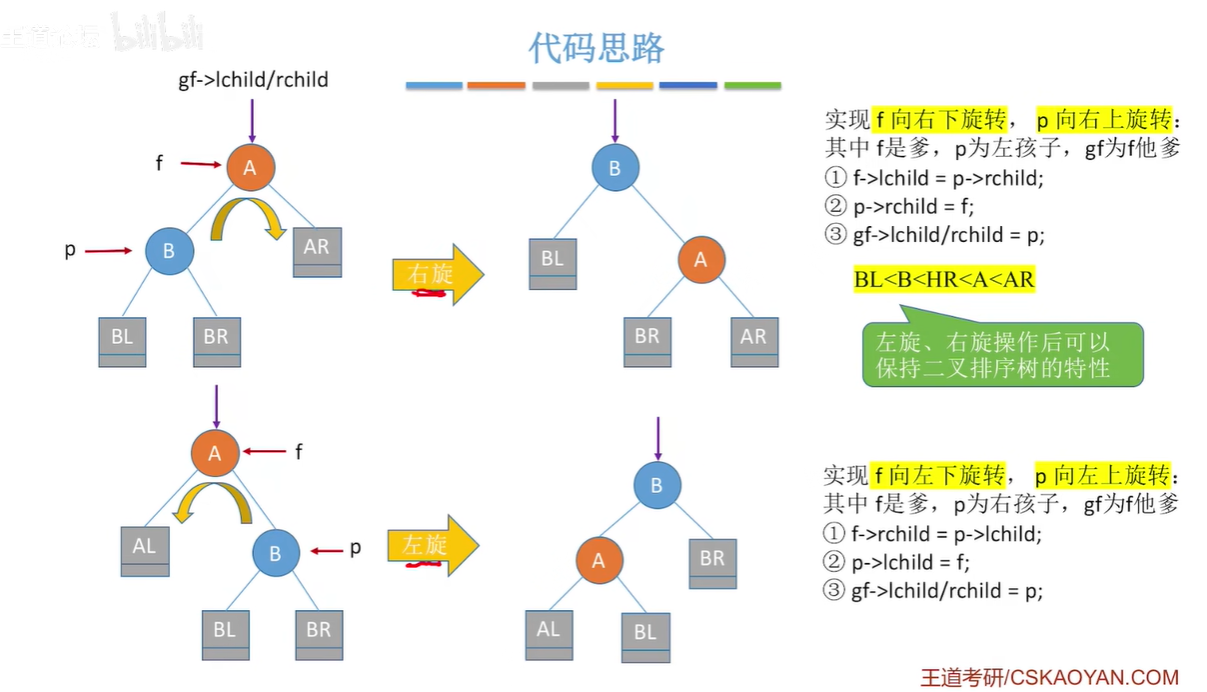 bilibili
代码思路
gf->lchild/rchild
f
A
p
B
AR
BL
BR
右旋
B
BL
A
BR
AR
实现 f 向右下旋转， p 向右上旋转：
其中 f是爹，p为左孩子，gf为f他爹
① f->lchild = p->rchild;
② p->rchild = f;
③ gf->lchild/rchild = p;
BL<B<HR<A<AR
左旋、右旋操作后可以
保持二叉排序树的特性
A
f
AL
B
p
BL
BR
左旋
B
A
BR
AL
BL
实现 f 向左下旋转， p 向左上旋转：
其中 f是爹，p为右孩子，gf为f他爹
① f->rchild = p->lchild;
② p->lchild = f;
③ gf->lchild/rchild = p;
王道考研/CSKAOYAN.COM